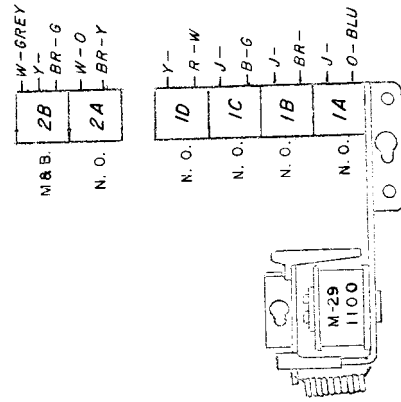 W-GREY
Y-
BR-G
W-O
BR-Y
Y-
R-W
J-
B-G
J-
BR-
J-
O-BLU
2B
2A
1D
1C
1B
1A
M&B.
N.O.
N.O.
N.O.
N.O.
N.O.
M-29
1100